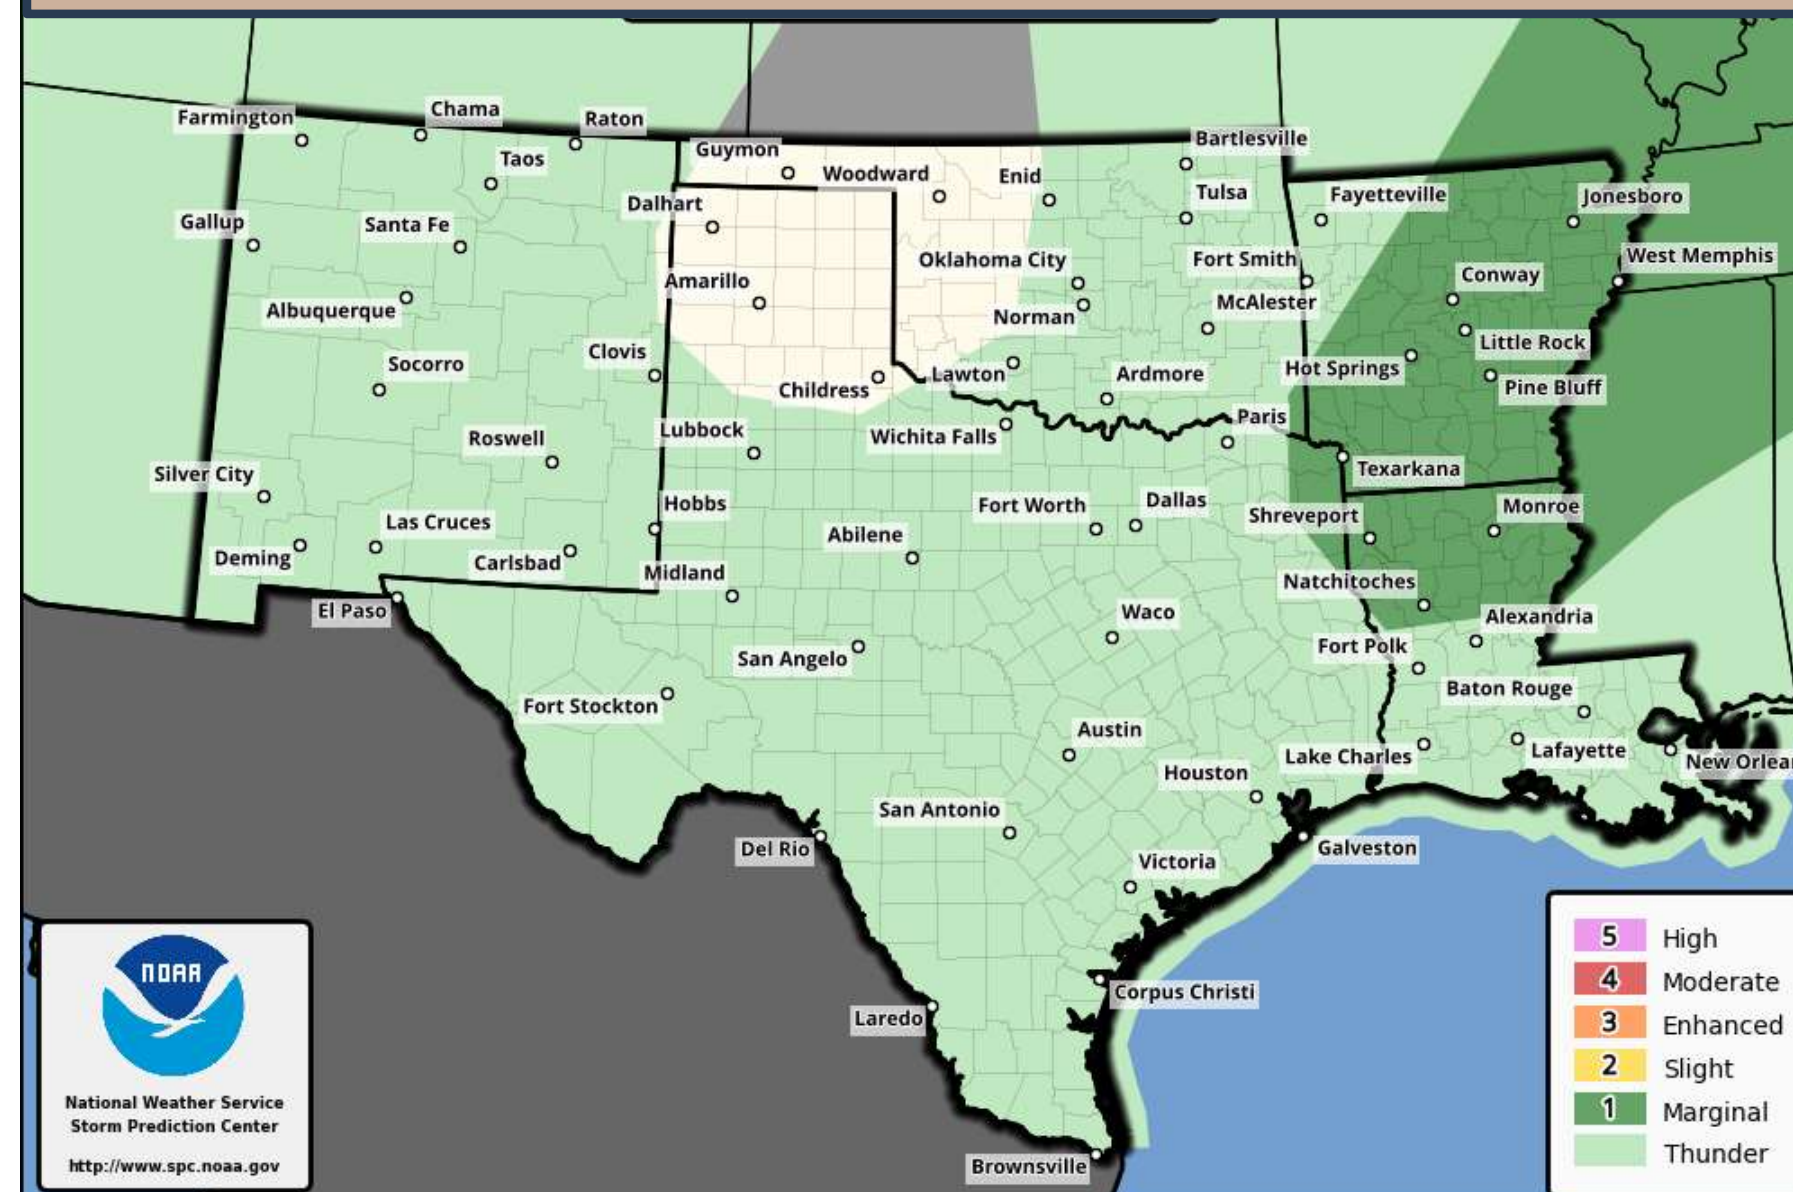 Farmington
Chama
Raton
Taos
Guymon
Woodward
Enid
Bartlesville
Tulsa
Fayetteville
Jonesboro
Gallup
Santa Fe
Dalhart
Oklahoma City
Fort Smith
West Memphis
Albuquerque
Amarillo
Norman
McAlester
Conway
Socorro
Clovis
Childress
Lawton
Ardmore
Hot Springs
Little Rock
Pine Bluff
Roswell
Lubbock
Wichita Falls
Paris
Texarkana
Silver City
Las Cruces
Hobbs
Abilene
Fort Worth
Dallas
Shreveport
Monroe
Deming
Carlsbad
Midland
Natchitoches
El Paso
Waco
Alexandria
San Angelo
Fort Polk
Fort Stockton
Baton Rouge
Austin
Lake Charles
Lafayette
New Orlea
Houston
San Antonio
Del Rio
Galveston
Victoria
Corpus Christi
Laredo
Brownsville
NOAA
National Weather Service
Storm Prediction Center
http://www.spc.noaa.gov
5 High
4 Moderate
3 Enhanced
2 Slight
1 Marginal
Thunder